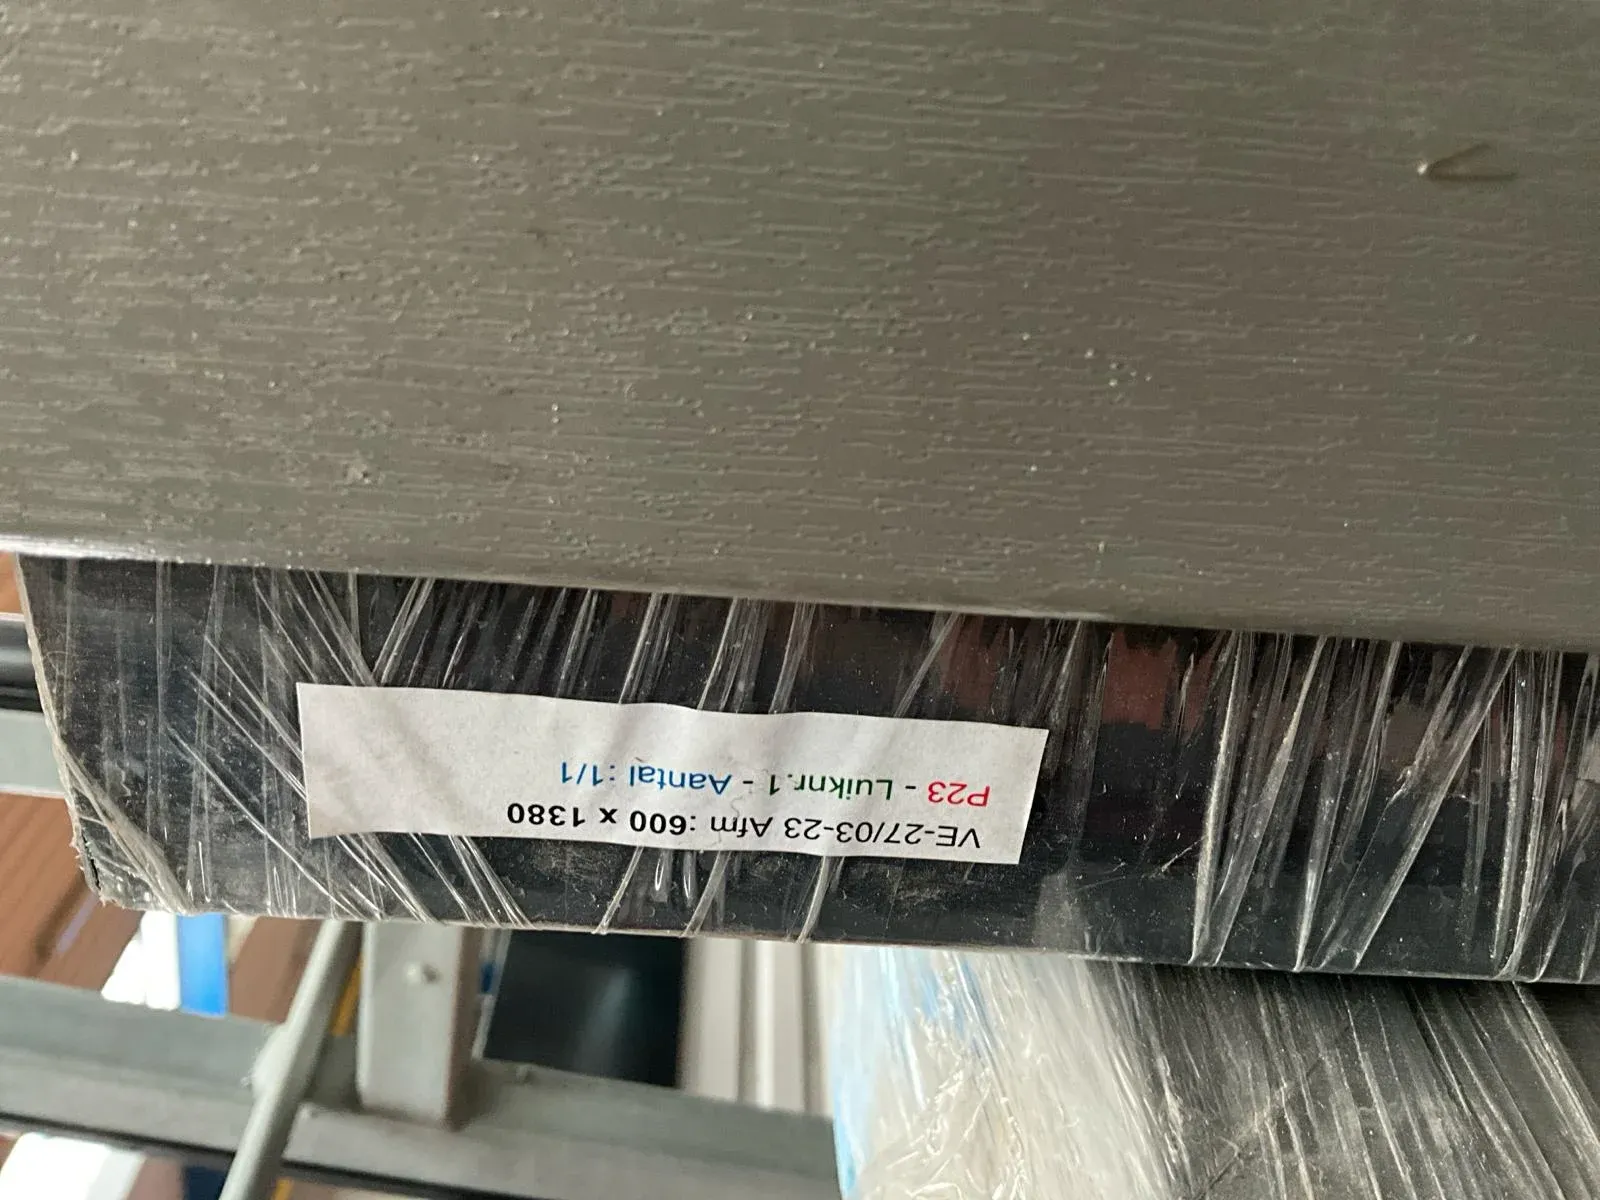 VE-27/03-23 Afm :600 x 1380
P23 - Luiknr.1 - Aantal :1/1